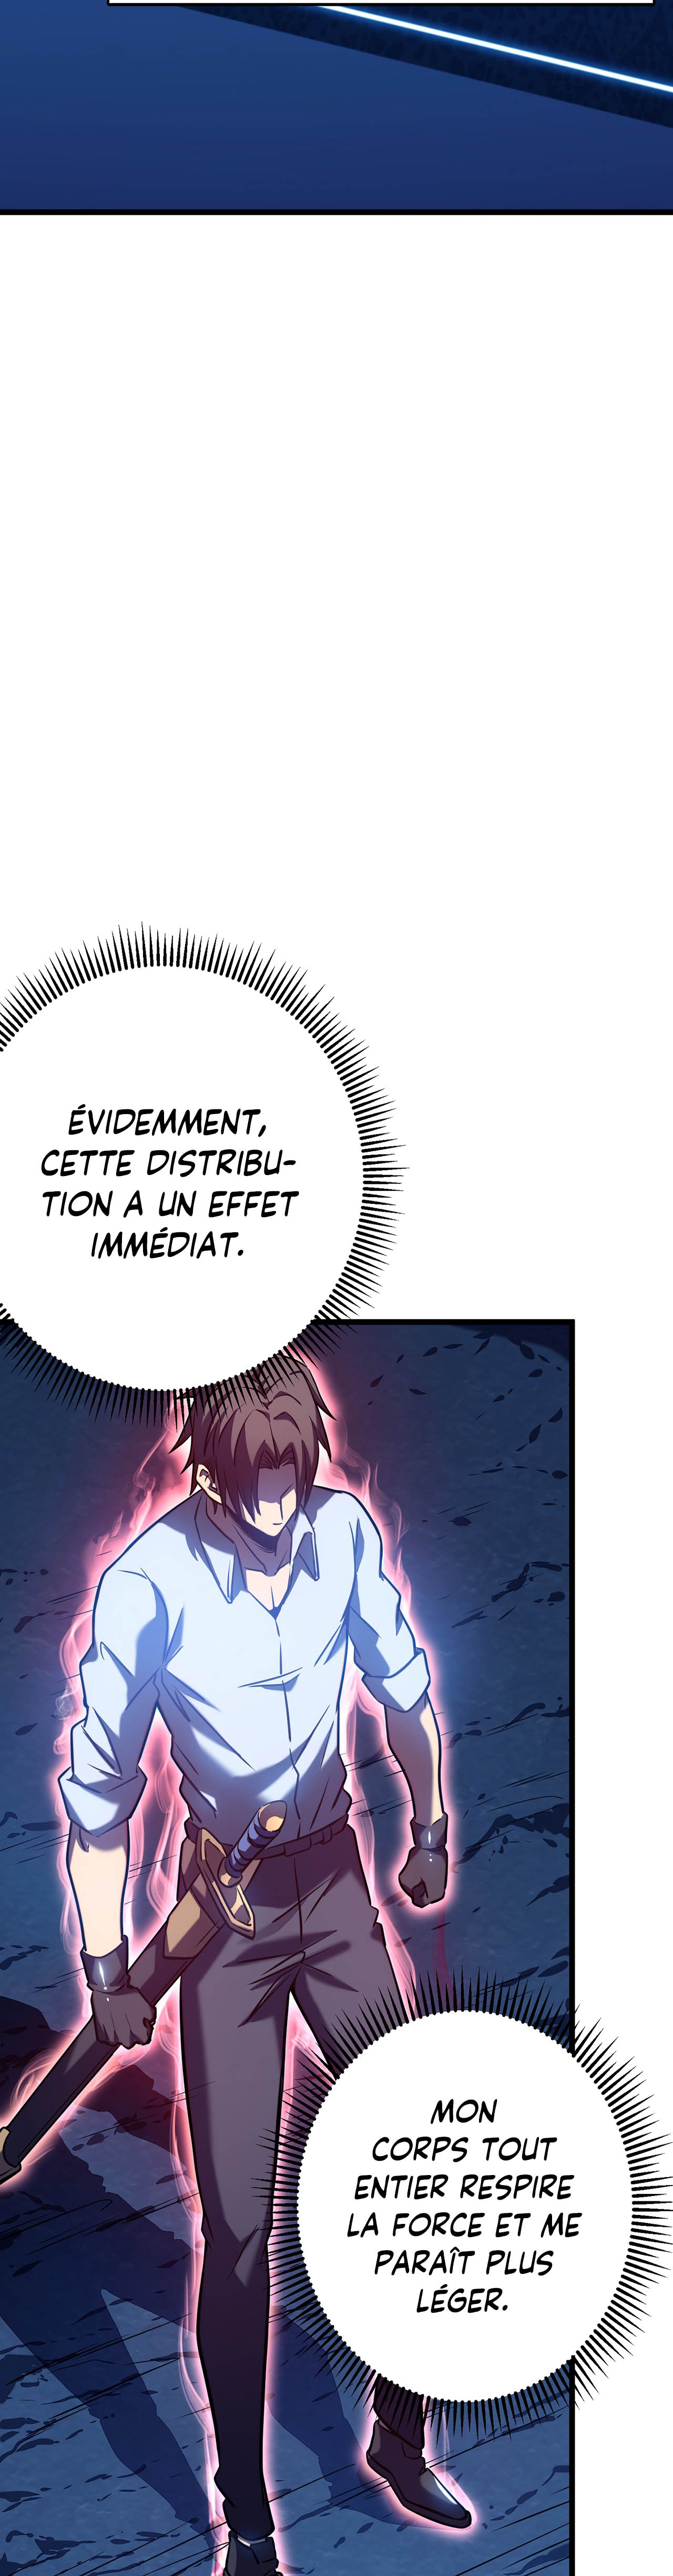 ÉVIDEMMENT,
CETTE DISTRIBU-
TION A UN EFFET
IMMÉDIAT.
MON
CORPS TOUT
ENTIER RESPIRE
LA FORCE ET ME
PARAÎT PLUS
LÉGER.